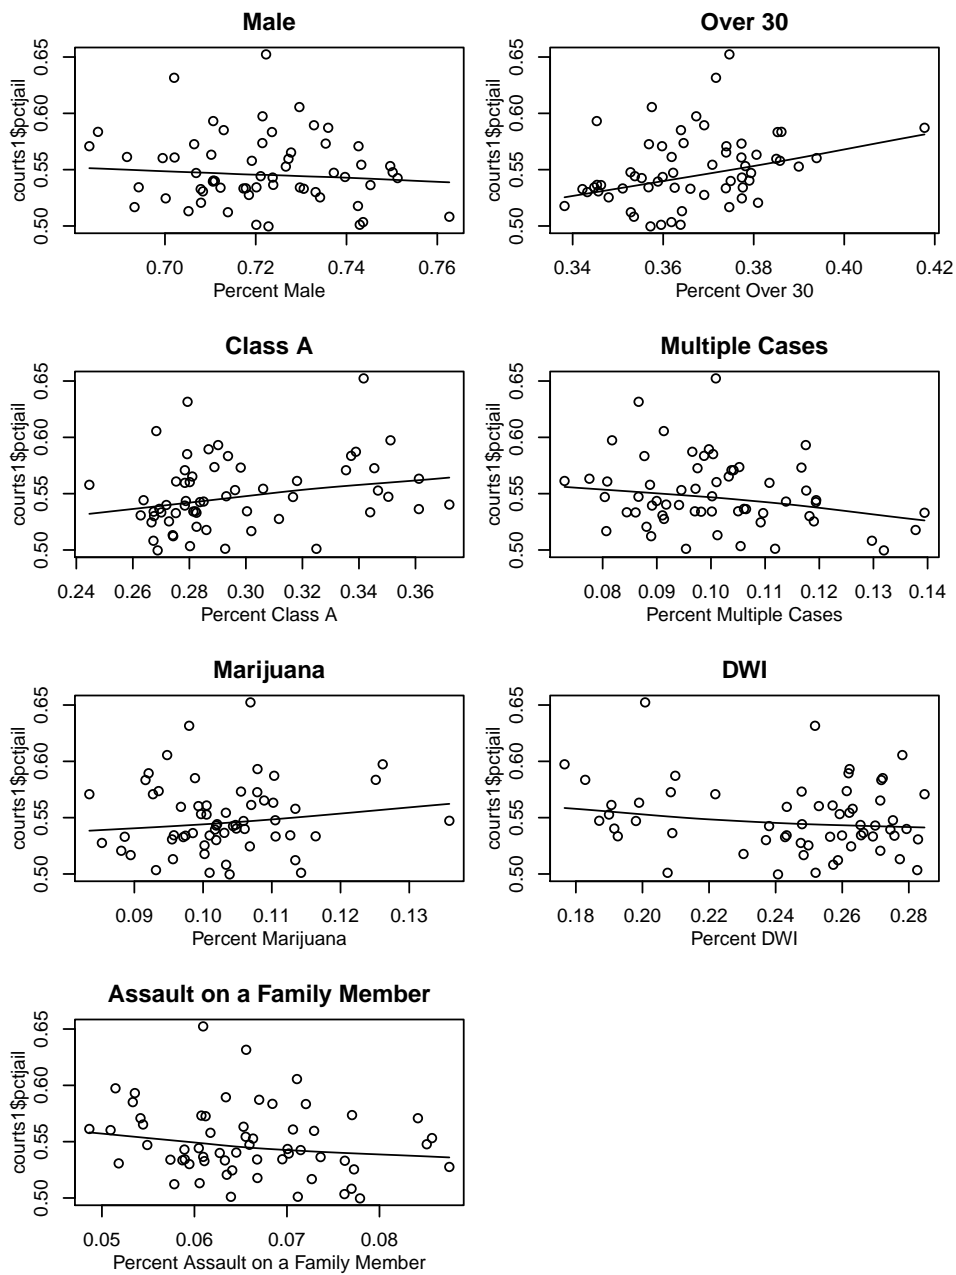 Male
courts1$pctjail
0.50 0.55 0.60 0.65
0.70 0.72 0.74 0.76
Percent Male
Over 30
courts1$pctjail
0.50 0.55 0.60 0.65
0.34 0.36 0.38 0.40 0.42
Percent Over 30
Class A
courts1$pctjail
0.50 0.55 0.60 0.65
0.24 0.26 0.28 0.30 0.32 0.34 0.36
Percent Class A
Multiple Cases
courts1$pctjail
0.50 0.55 0.60 0.65
0.08 0.09 0.10 0.11 0.12 0.13 0.14
Percent Multiple Cases
Marijuana
courts1$pctjail
0.50 0.55 0.60 0.65
0.09 0.10 0.11 0.12 0.13
Percent Marijuana
DWI
courts1$pctjail
0.50 0.55 0.60 0.65
0.18 0.20 0.22 0.24 0.26 0.28
Percent DWI
Assault on a Family Member
courts1$pctjail
0.50 0.55 0.60 0.65
0.05 0.06 0.07 0.08
Percent Assault on a Family Member